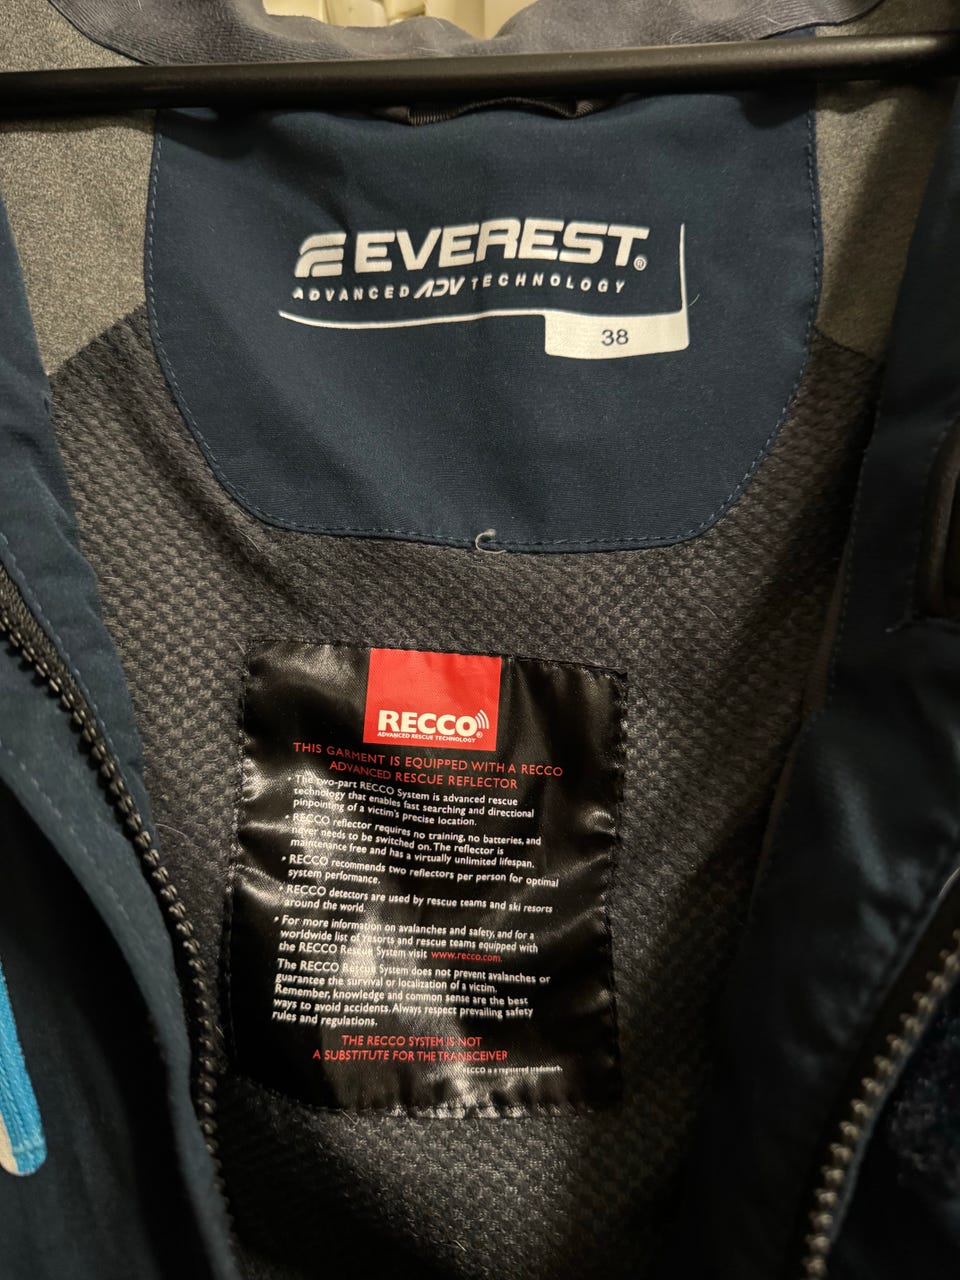 EVEREST®
ADVANCED ADV TECHNOLOGY
38
RECCO®
ADVANCED RESCUE TECHNOLOGY
THIS GARMENT IS EQUIPPED WITH A RECCO
ADVANCED RESCUE REFLECTOR
• The two-part RECCO System is advanced rescue
technology that enables fast searching and directional
pinpointing of a victim's precise location.
• RECCO reflector requires no training, no batteries, and
never needs to be switched on. The reflector is
maintenance free and has a virtually unlimited lifespan.
• RECCO recommends two reflectors per person for optimal
system performance.
• RECCO detectors are used by rescue teams and ski resorts
around the world.
• For more information on avalanches and safety, and for a
worldwide list of resorts and rescue teams equipped with
the RECCO Rescue System visit www.recco.com.
The RECCO Rescue System does not prevent avalanches or
guarantee the survival or localization of a victim.
Remember, knowledge and common sense are the best
ways to avoid accidents. Always respect prevailing safety
rules and regulations.
THE RECCO SYSTEM IS NOT
A SUBSTITUTE FOR THE TRANSCEIVER
RECCO is a registered trademark.